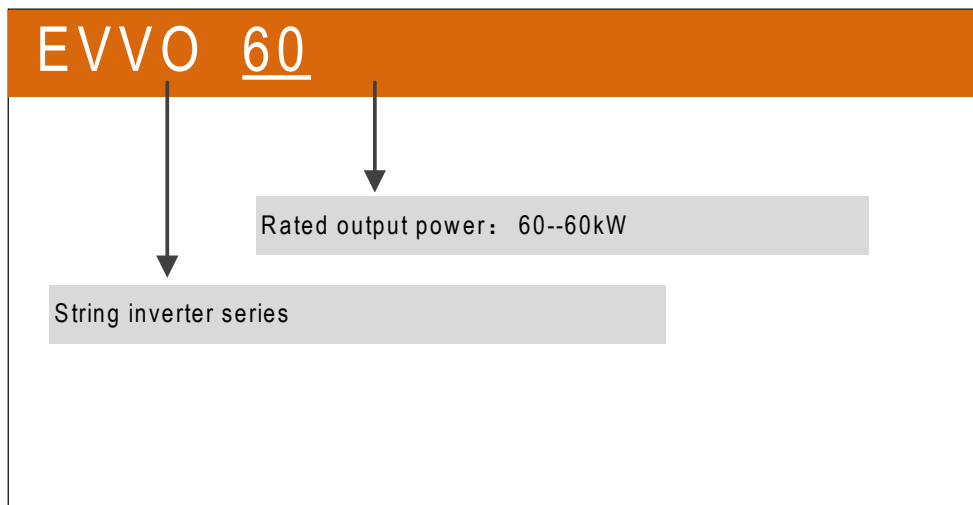 EVVO 60
Rated output power： 60--60kW
String inverter series